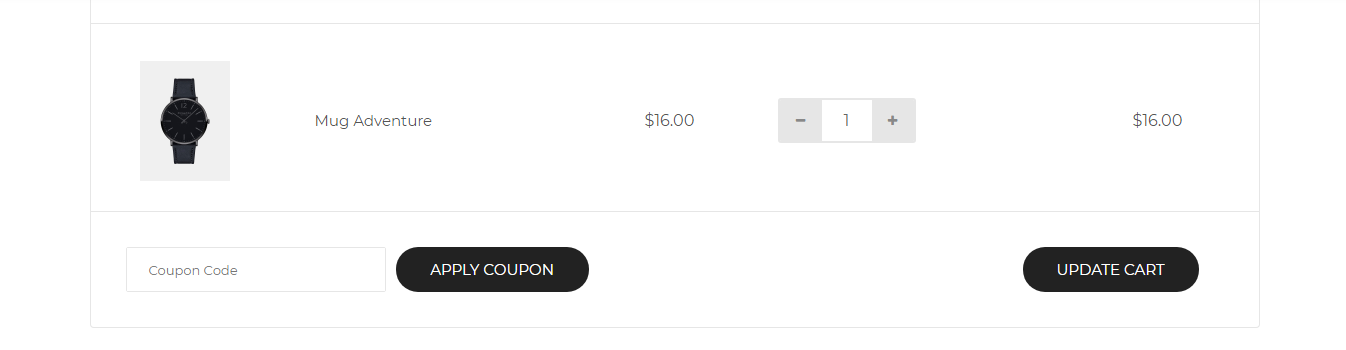 Mug Adventure
$16.00
− 1 +
$16.00
Coupon Code
APPLY COUPON
UPDATE CART